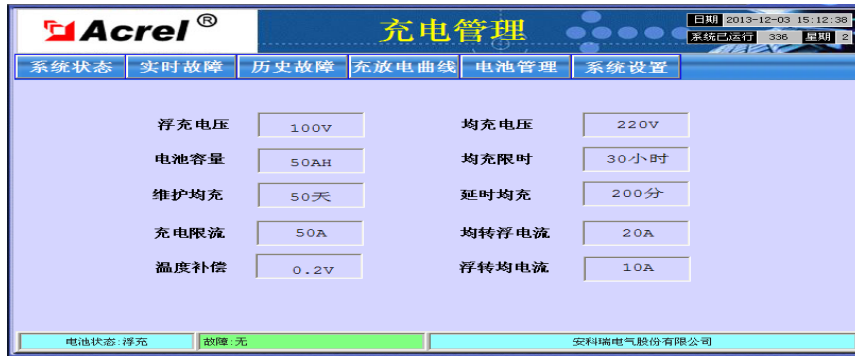 Acrel® 充电管理 日期 2013-12-03 15:12:38
系统已运行 336 星期 2
系统状态 实时故障 历史故障 充放电曲线 电池管理 系统设置
浮充电压 100V 均充电压 220V
电池容量 50AH 均充限时 30小时
维护均充 50天 延时均充 200分
充电限流 50A 均转浮电流 20A
温度补偿 0.2V 浮转均电流 10A
电池状态:浮充 故障:无 安科瑞电气股份有限公司